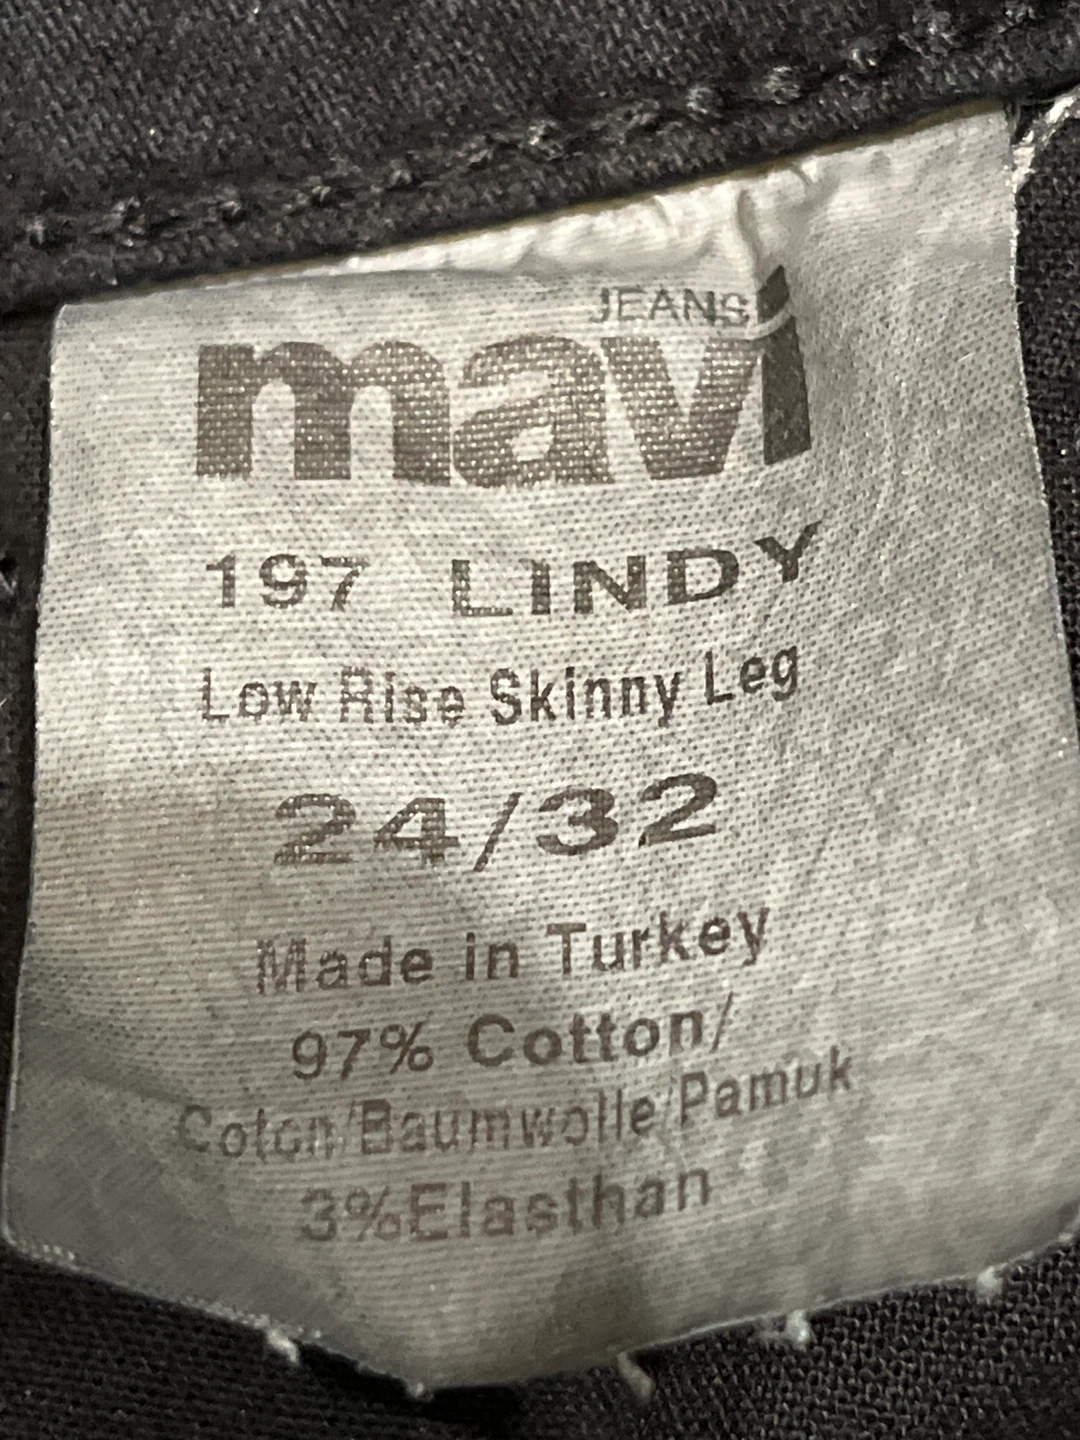 JEANS
mavi
197 LINDY
Low Rise Skinny Leg
24/32
Made in Turkey
97% Cotton/
Coton/Baumwolle/Pamuk
3%Elasthan